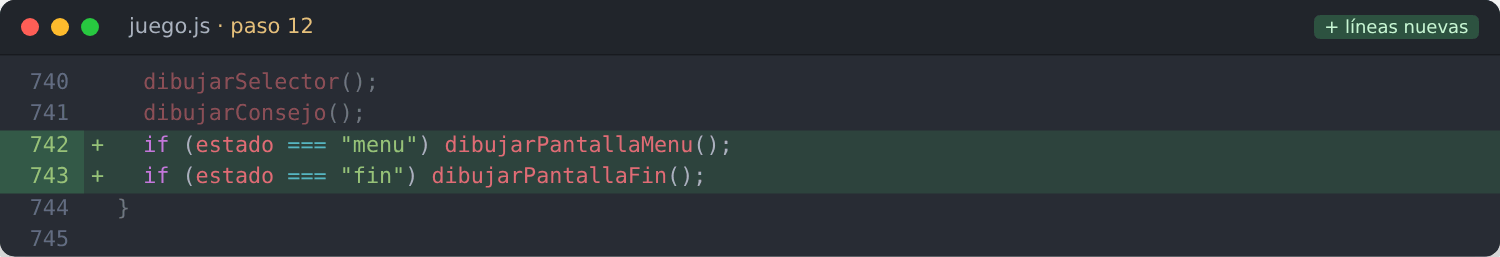 juego.js · paso 12
+ líneas nuevas
740 dibujarSelector();
741 dibujarConsejo();
742 + if (estado === "menu") dibujarPantallaMenu();
743 + if (estado === "fin") dibujarPantallaFin();
744 }
745